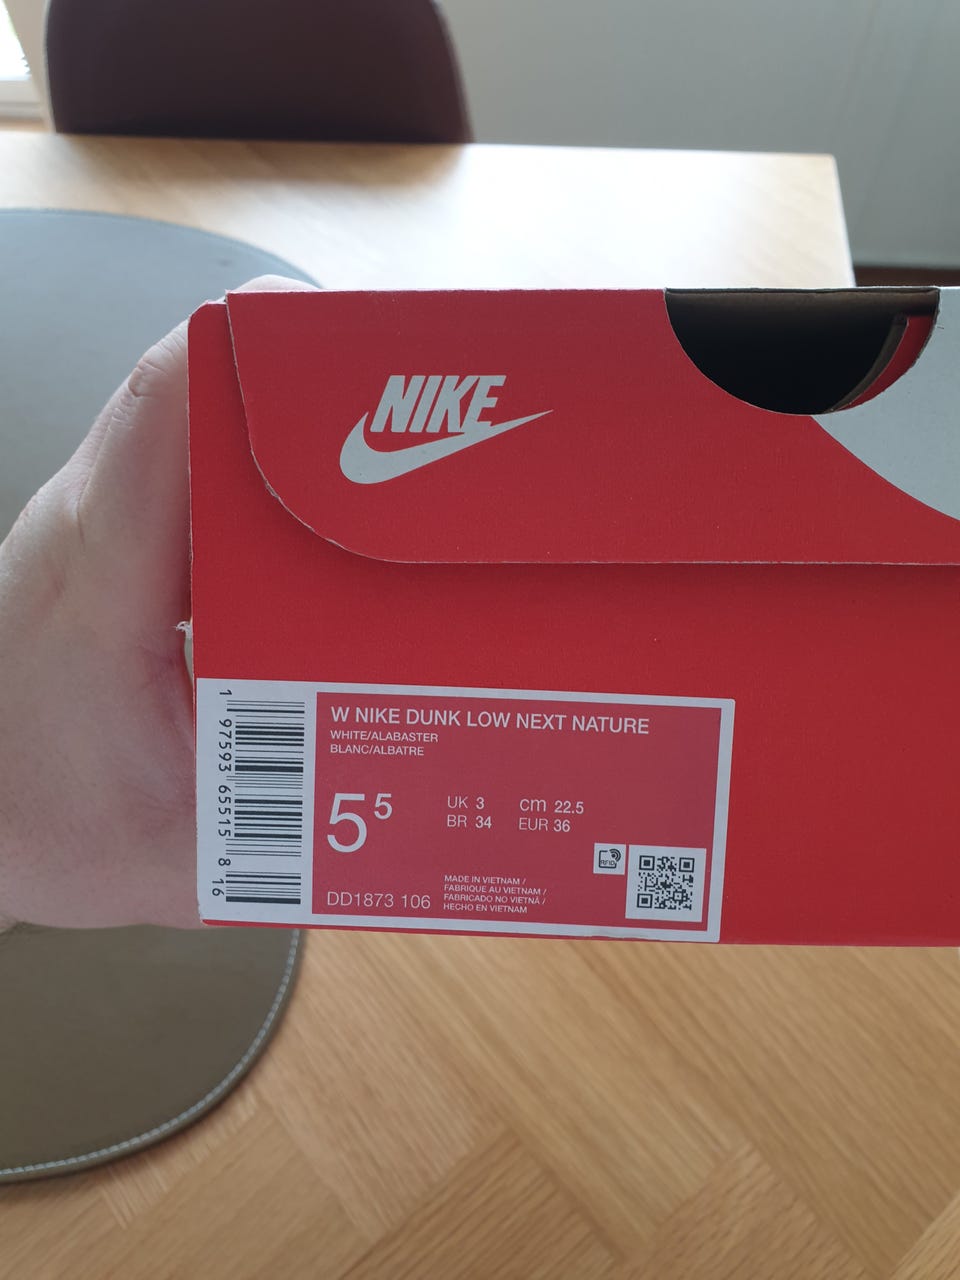 NIKE
W NIKE DUNK LOW NEXT NATURE
WHITE/ALABASTER
BLANC/ALBATRE
5⁵
UK 3 cm 22.5
BR 34 EUR 36
RFID
DD1873 106
MADE IN VIETNAM /
FABRIQUE AU VIETNAM /
FABRICADO NO VIETNÃ /
HECHO EN VIETNAM
1 97593 65515 8 16